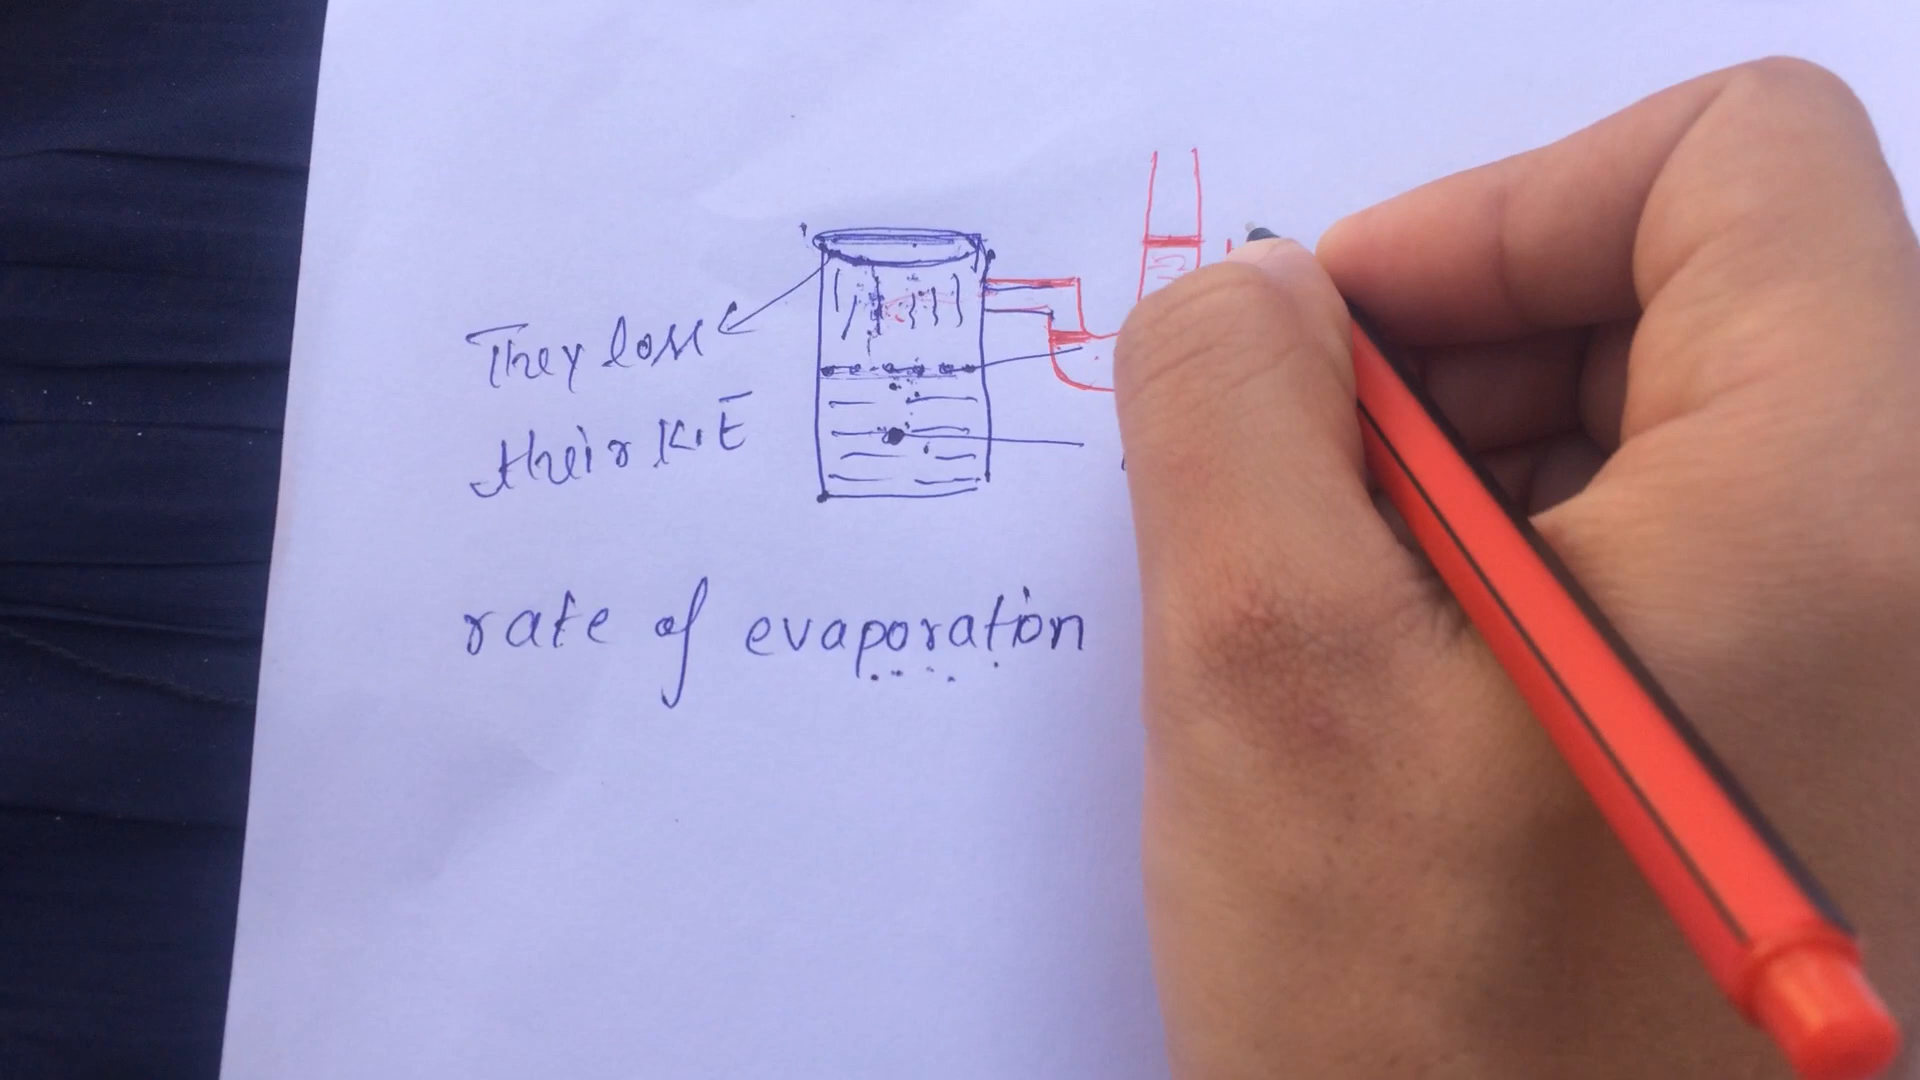 They lose
their K.E
rate of evaporation